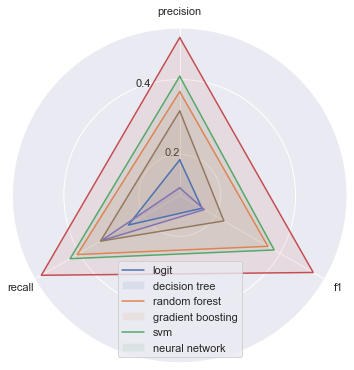 precision
0.4
0.2
recall
f1
logit
decision tree
random forest
gradient boosting
svm
neural network